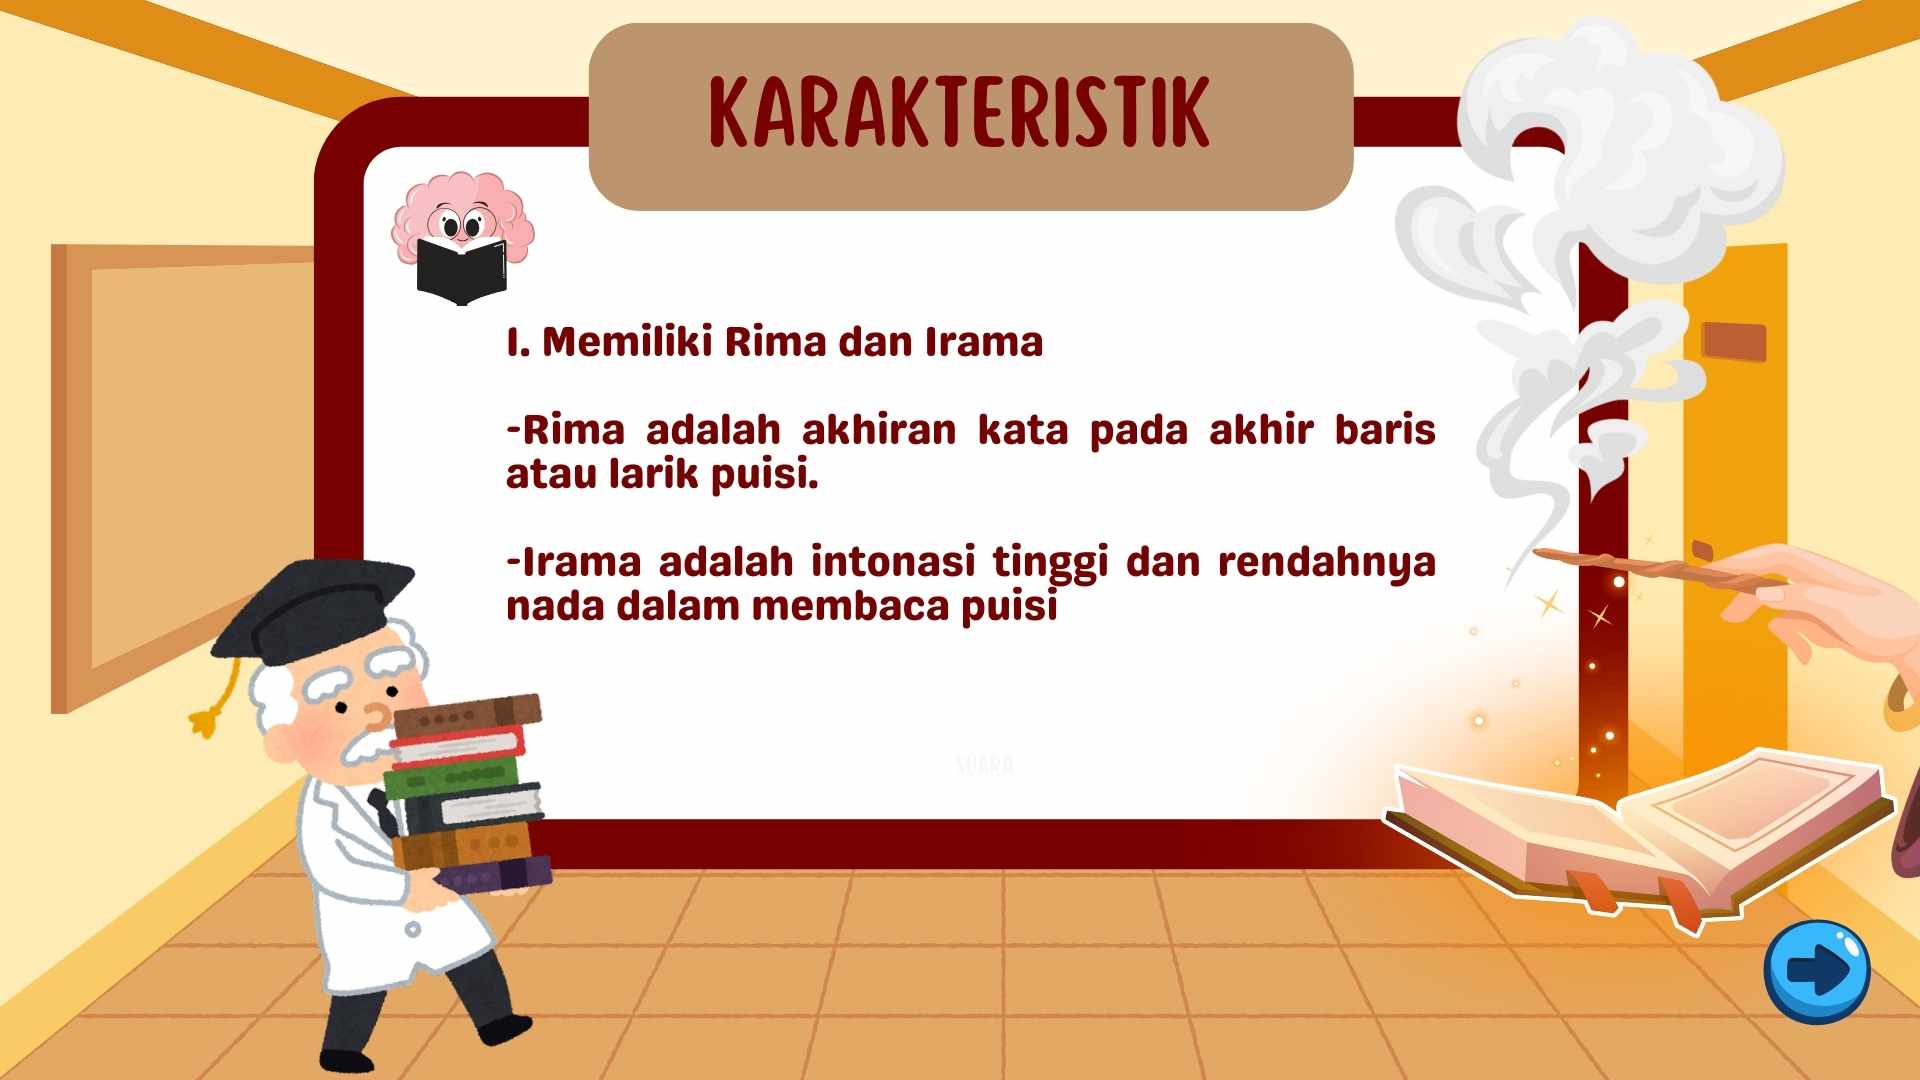 KARAKTERISTIK
1. Memiliki Rima dan Irama
-Rima adalah akhiran kata pada akhir baris
atau larik puisi.
-Irama adalah intonasi tinggi dan rendahnya
nada dalam membaca puisi
SUARA